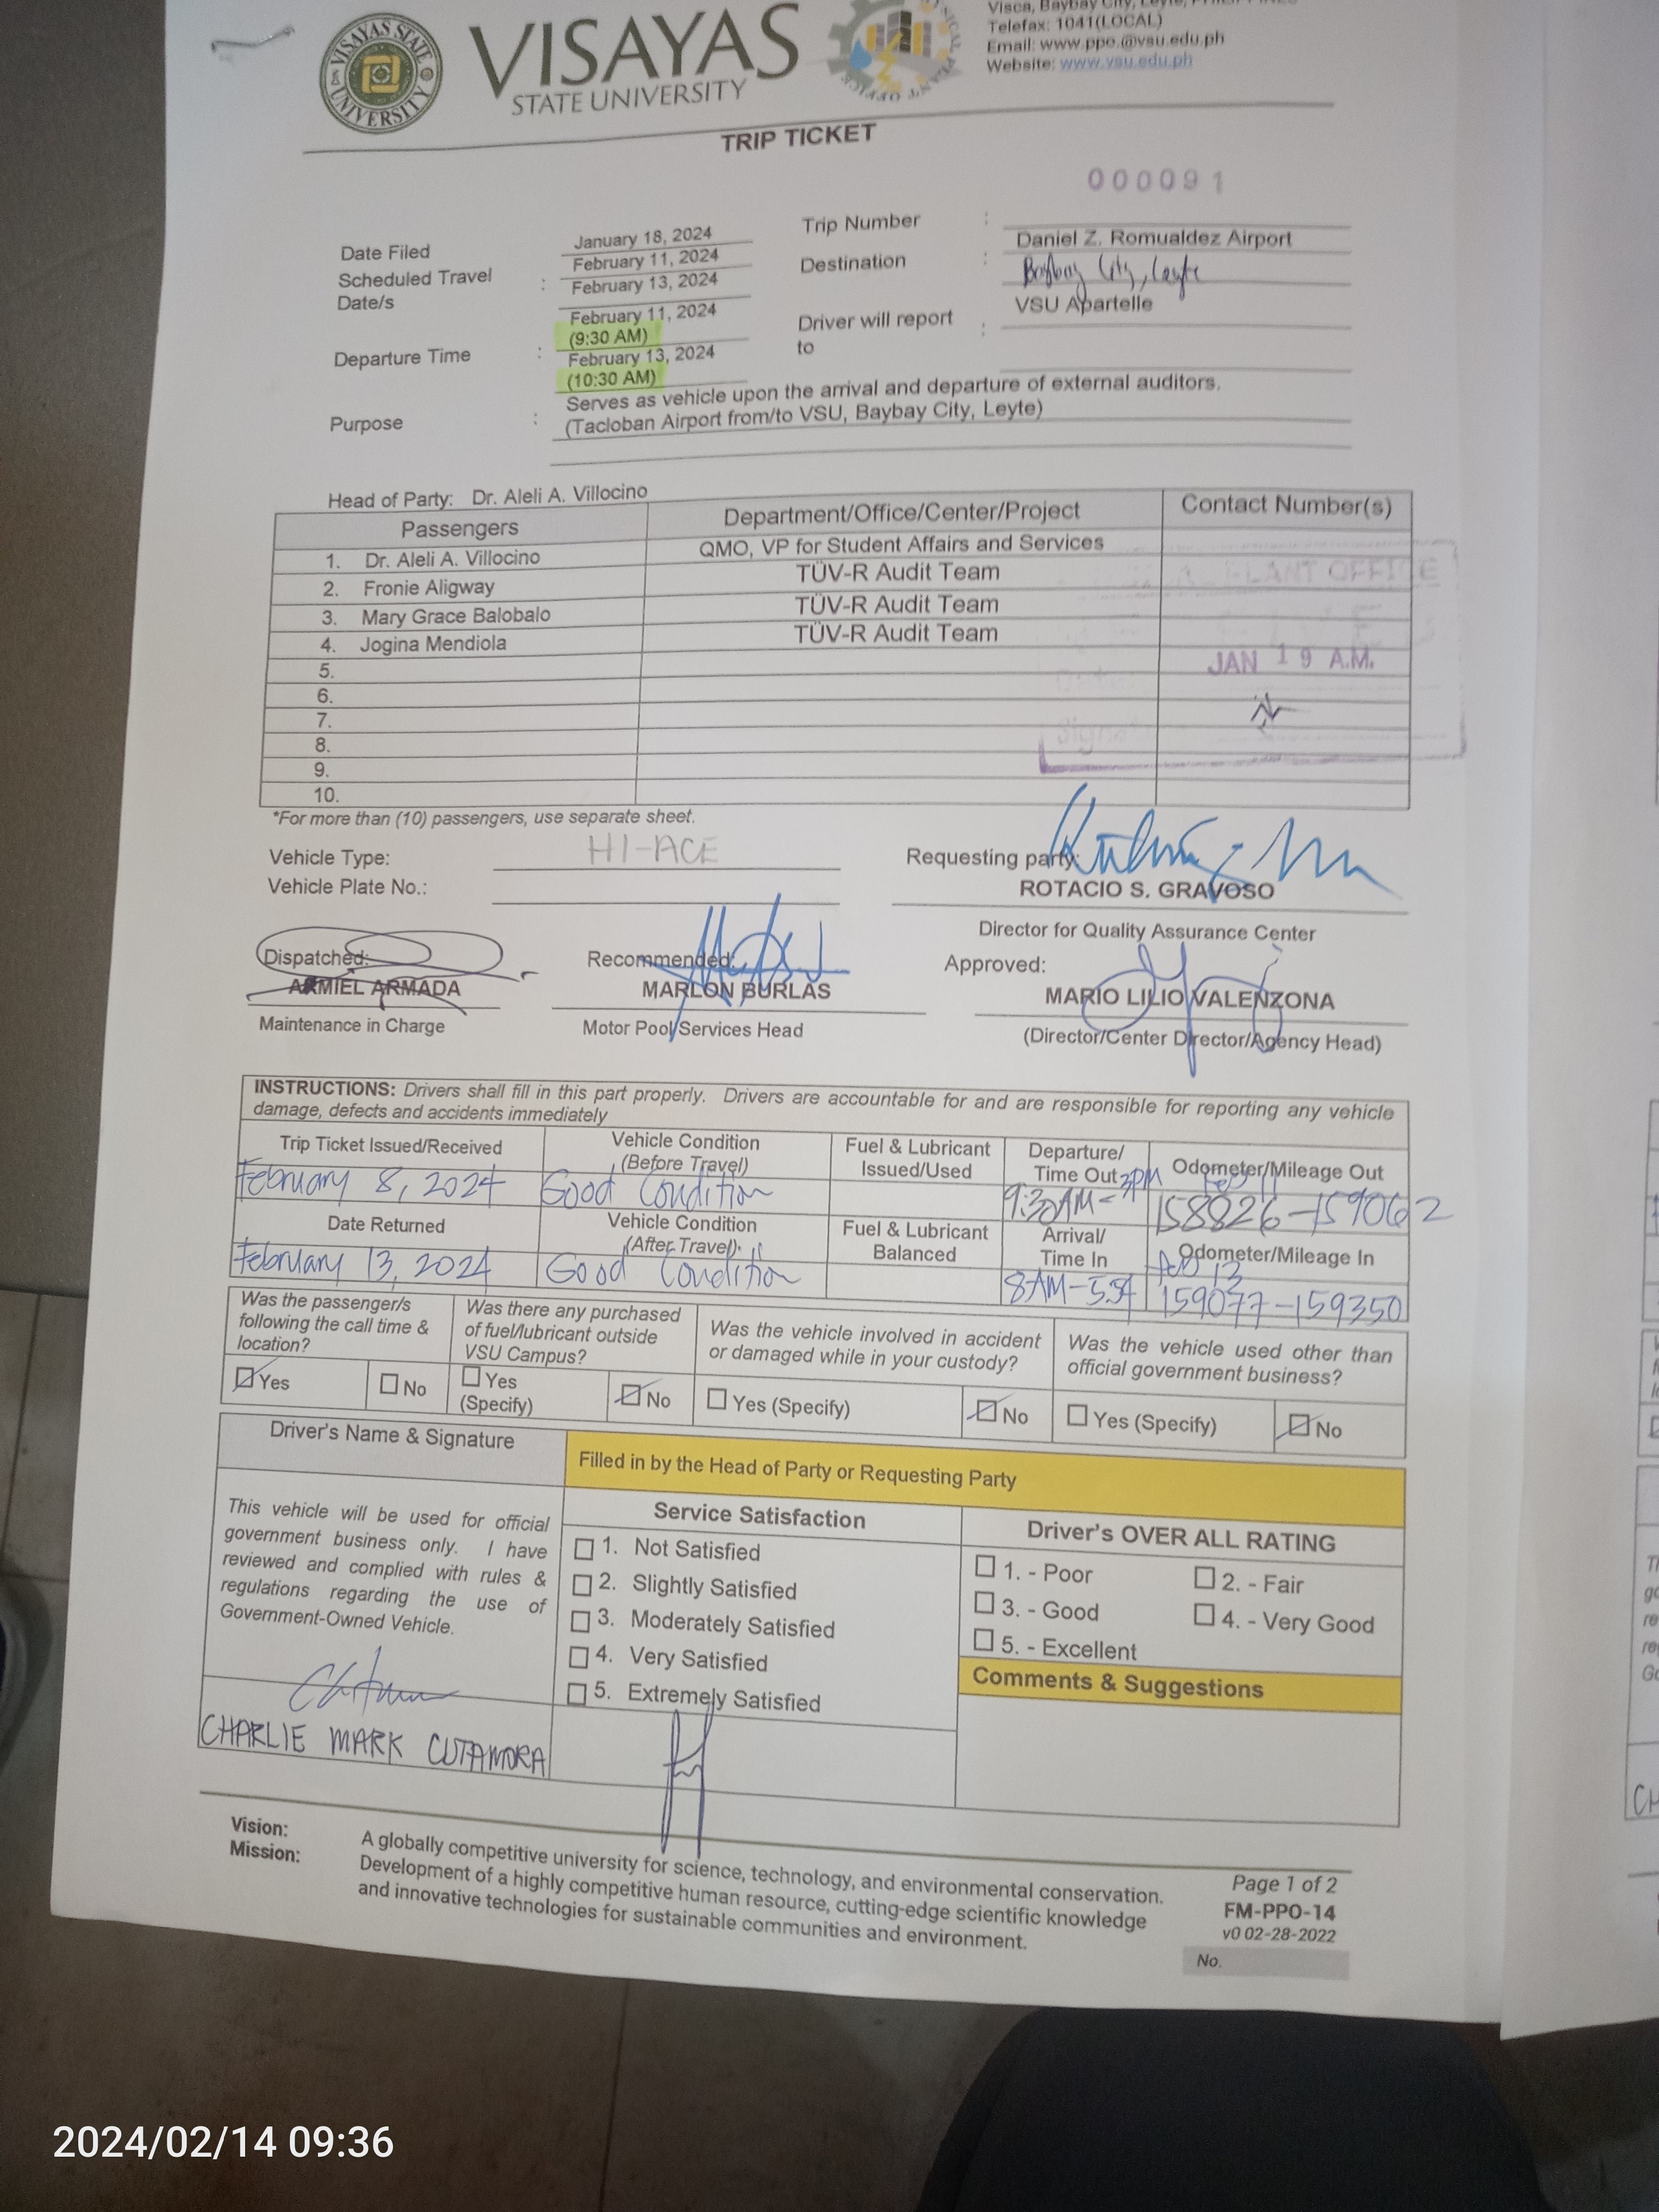 Visca, Baybay City, Leyte, PHILIPPINES
Telefax: 1041(LOCAL)
Email: www.ppo.@vsu.edu.ph
Website: www.vsu.edu.ph
VISAYAS STATE UNIVERSITY
VISAYAS
STATE UNIVERSITY
TRIP TICKET
000091
Date Filed January 18, 2024 Trip Number :
Scheduled Travel Date/s : February 11, 2024 February 13, 2024 Destination : Daniel Z. Romualdez Airport Baybay City, Leyte
Departure Time : February 11, 2024 (9:30 AM) February 13, 2024 (10:30 AM) Driver will report to : VSU Apartelle
Purpose : Serves as vehicle upon the arrival and departure of external auditors.
(Tacloban Airport from/to VSU, Baybay City, Leyte)
Head of Party: Dr. Aleli A. Villocino
Passengers Department/Office/Center/Project Contact Number(s)
1. Dr. Aleli A. Villocino QMO, VP for Student Affairs and Services
2. Fronie Aligway TÜV-R Audit Team
3. Mary Grace Balobalo TÜV-R Audit Team
4. Jogina Mendiola TÜV-R Audit Team
5.
6.
7.
8.
9.
10.
PLANT OFFICE
JAN 19 A.M.
*For more than (10) passengers, use separate sheet.
Vehicle Type: HI-ACE Requesting party:
Vehicle Plate No.: ROTACIO S. GRAVOSO
Director for Quality Assurance Center
Dispatched: Recommended: Approved:
ARMIEL ARMADA MARLON BURLAS MARIO LILIO VALENZONA
Maintenance in Charge Motor Pool Services Head (Director/Center Director/Agency Head)
INSTRUCTIONS: Drivers shall fill in this part properly. Drivers are accountable for and are responsible for reporting any vehicle
damage, defects and accidents immediately
Trip Ticket Issued/Received Vehicle Condition (Before Travel) Fuel & Lubricant Issued/Used Departure/ Time Out Odometer/Mileage Out
February 8, 2024 Good Condition 9:30AM - 3PM Feb 11 158826-159062
Date Returned Vehicle Condition (After Travel) Fuel & Lubricant Balanced Arrival/ Time In Odometer/Mileage In
February 13, 2024 Good Condition 8AM- Feb 13 159077-159350
Was the passenger/s following the call time & location? Was there any purchased of fuel/lubricant outside VSU Campus? Was the vehicle involved in accident or damaged while in your custody? Was the vehicle used other than official government business?
Yes No Yes (Specify) No Yes (Specify) No Yes (Specify) No
Driver's Name & Signature
Filled in by the Head of Party or Requesting Party
This vehicle will be used for official
government business only. I have
reviewed and complied with rules &
regulations regarding the use of
Government-Owned Vehicle.
CHARLIE MARK CUTAMORA
Service Satisfaction
1. Not Satisfied
2. Slightly Satisfied
3. Moderately Satisfied
4. Very Satisfied
5. Extremely Satisfied
Driver's OVER ALL RATING
1. - Poor 2. - Fair
3. - Good 4. - Very Good
5. - Excellent
Comments & Suggestions
Vision: A globally competitive university for science, technology, and environmental conservation.
Mission: Development of a highly competitive human resource, cutting-edge scientific knowledge
and innovative technologies for sustainable communities and environment.
Page 1 of 2
FM-PPO-14
v0 02-28-2022
No.
2024/02/14 09:36